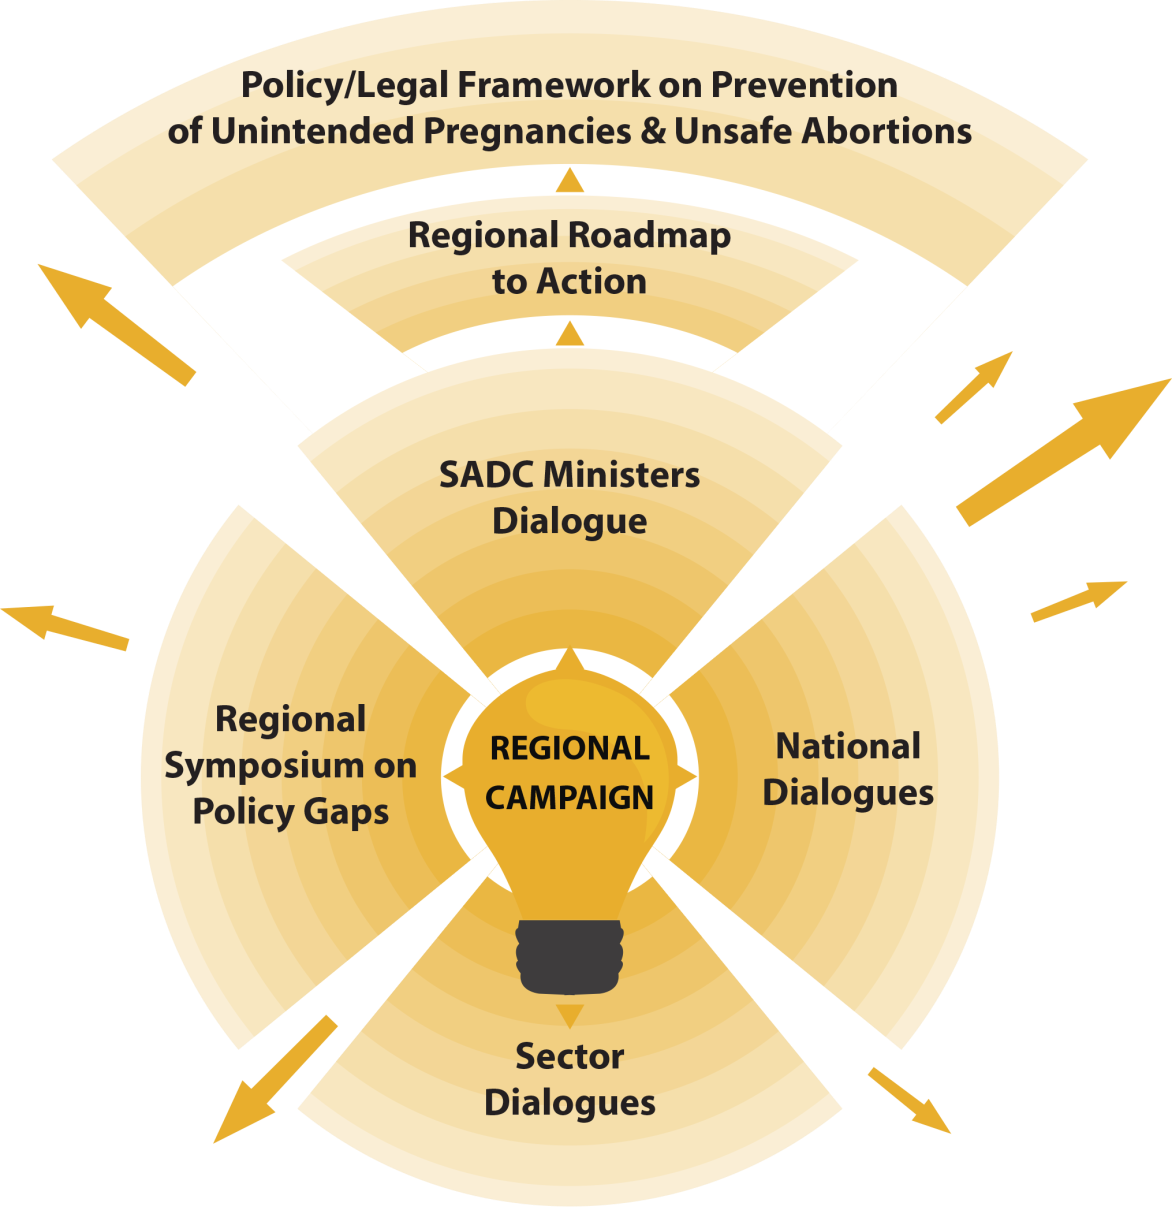 Policy/Legal Framework on Prevention
of Unintended Pregnancies & Unsafe Abortions
Regional Roadmap
to Action
SADC Ministers
Dialogue
Regional
Symposium on
Policy Gaps
REGIONAL
CAMPAIGN
National
Dialogues
Sector
Dialogues